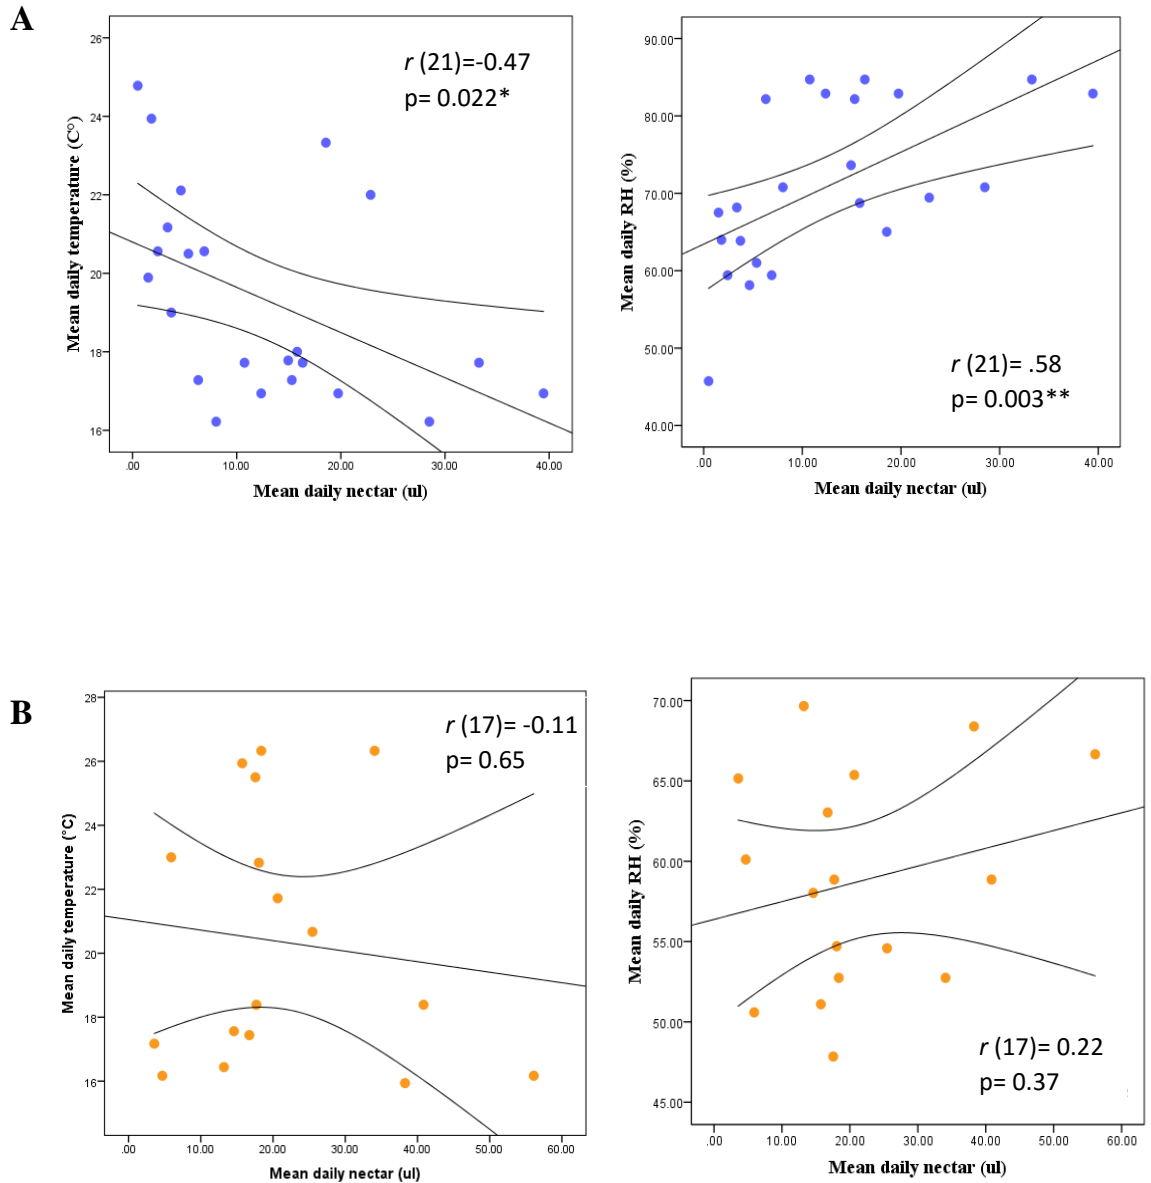 A
r (21)=-0.47
p= 0.022*
26
24
22
20
18
16
.00 10.00 20.00 30.00 40.00
Mean daily temperature (C°)
Mean daily nectar (ul)
90.00
80.00
70.00
60.00
50.00
40.00
.00 10.00 20.00 30.00 40.00
Mean daily RH (%)
Mean daily nectar (ul)
r (21)= .58
p= 0.003**
B
r (17)= -0.11
p= 0.65
28
26
24
22
20
18
16
.00 10.00 20.00 30.00 40.00 50.00 60.00
Mean daily temperature (°C)
Mean daily nectar (ul)
70.00
65.00
60.00
55.00
50.00
45.00
.00 10.00 20.00 30.00 40.00 50.00 60.00
Mean daily RH (%)
Mean daily nectar (ul)
r (17)= 0.22
p= 0.37